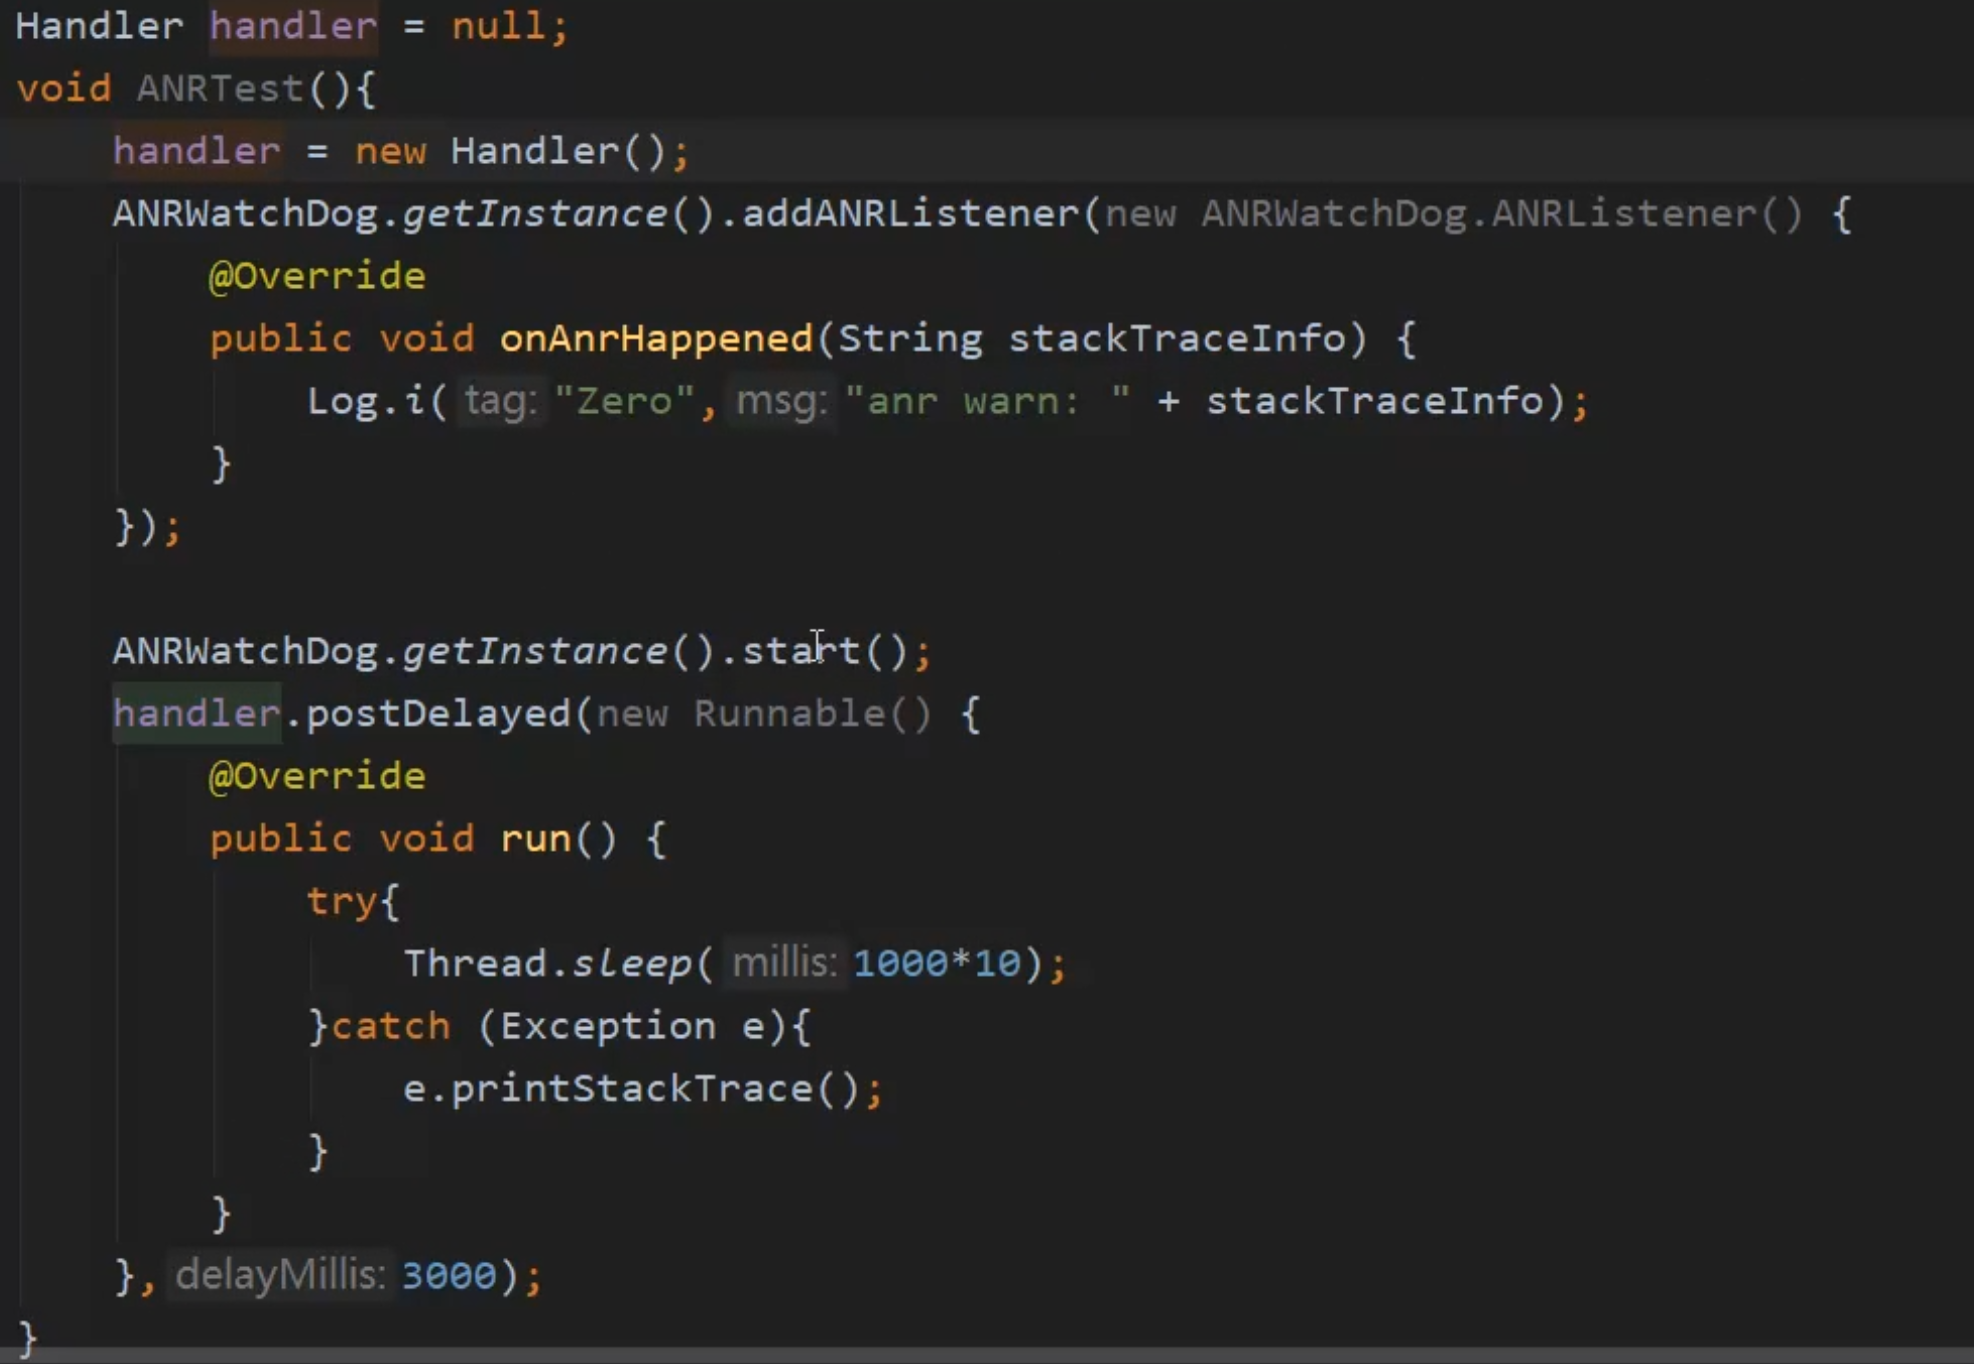 Handler handler = null;
void ANRTest(){
    handler = new Handler();
    ANRWatchDog.getInstance().addANRListener(new ANRWatchDog.ANRListener() {
        @Override
        public void onAnrHappened(String stackTraceInfo) {
            Log.i( tag: "Zero", msg: "anr warn: " + stackTraceInfo);
        }
    });

    ANRWatchDog.getInstance().start();
    handler.postDelayed(new Runnable() {
        @Override
        public void run() {
            try{
                Thread.sleep( millis: 1000*10);
            }catch (Exception e){
                e.printStackTrace();
            }
        }
    }, delayMillis: 3000);
}